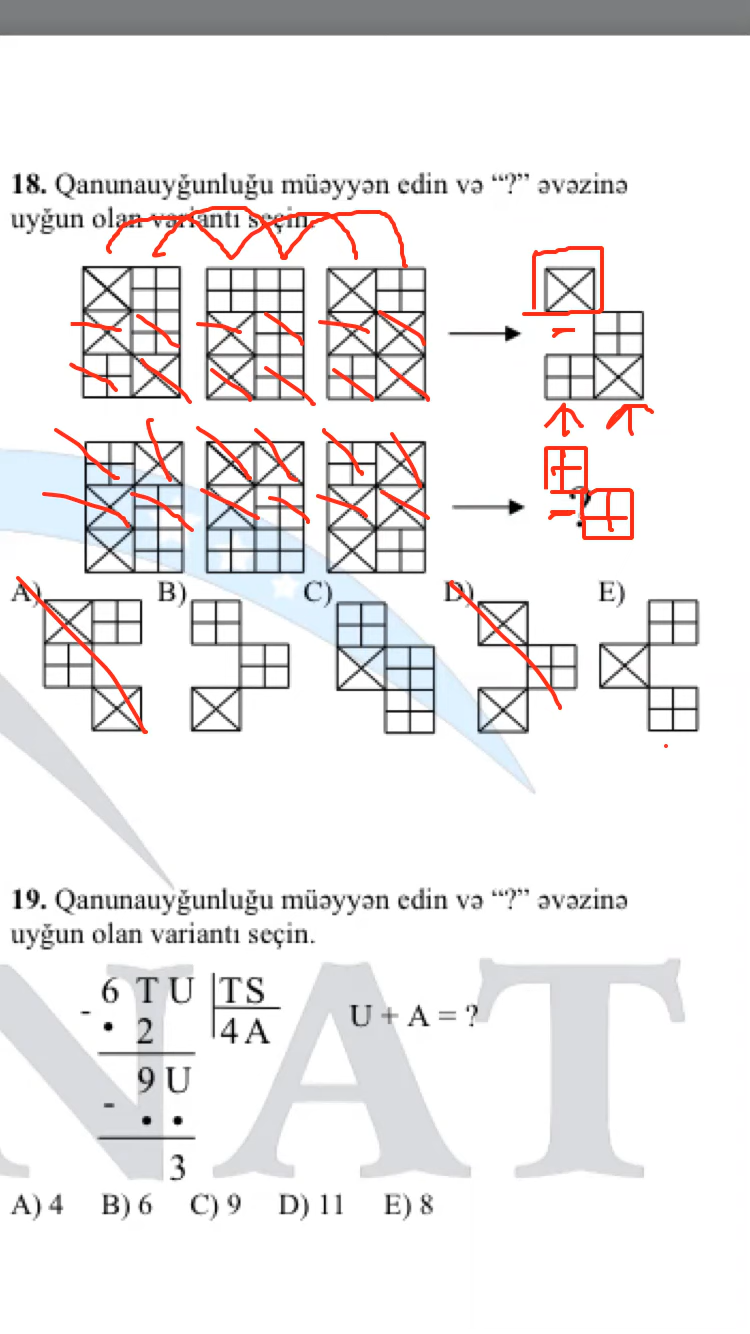 18. Qanunauyğunluğu müəyyən edin və “?” əvəzinə
uyğun olan variantı seçin.
?
A) B) C) D) E)
19. Qanunauyğunluğu müəyyən edin və “?” əvəzinə
uyğun olan variantı seçin.
- 6 T U TS
• 2 4 A U + A = ?
9 U
- • •
3
A) 4 B) 6 C) 9 D) 11 E) 8
NAT